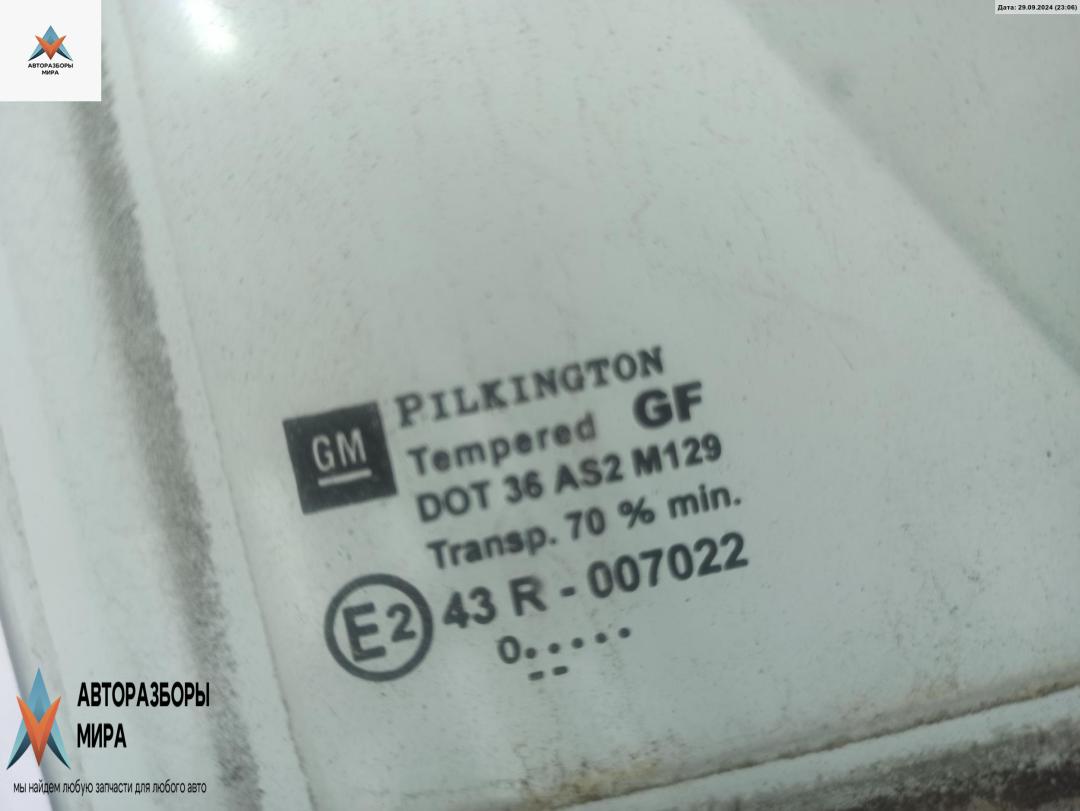 Дата: 29.09.2024 (23:06)
АВТОРАЗБОРЫ
МИРА
PILKINGTON
GM
Tempered GF
DOT 36 AS2 M129
Transp. 70 % min.
E2 43 R - 007022
0.....
--
АВТОРАЗБОРЫ
МИРА
мы найдем любую запчасти для любого авто